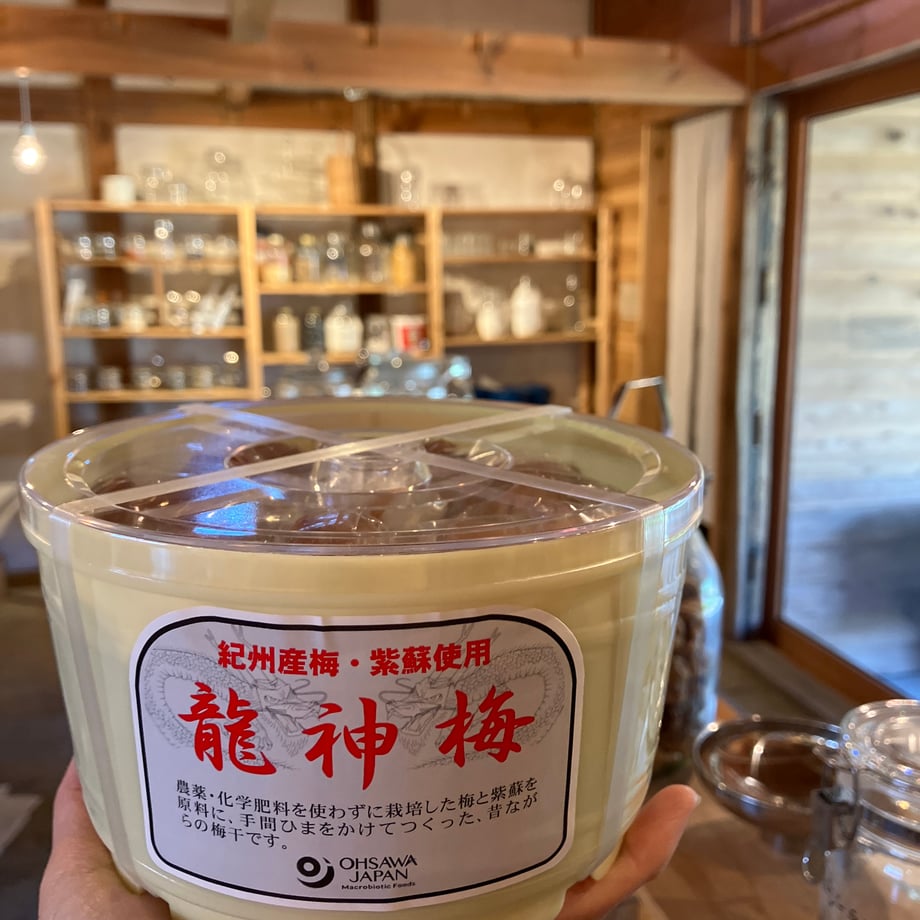 紀州産梅・紫蘇使用
龍神梅
農薬・化学肥料を使わずに栽培した梅と紫蘇を
原料に、手間ひまをかけてつくった、昔なが
らの梅干です。
OHSAWA
JAPAN
Macrobiotic Foods